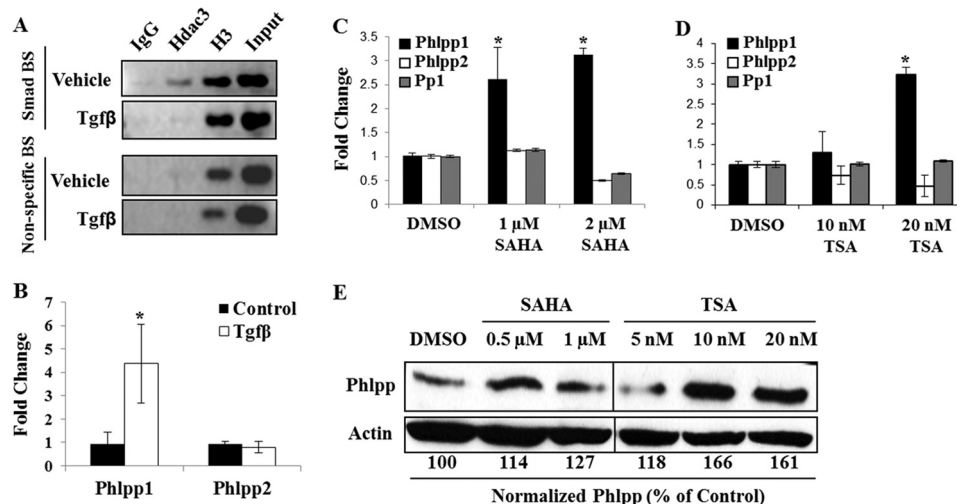 A
IgG
Hdac3
H3
Input
Smad BS
Vehicle
Tgfβ
Non-specific BS
Vehicle
Tgfβ
B
Fold Change
7
6
5
4
3
2
1
0
*
Control
Tgfβ
Phlpp1
Phlpp2
C
Fold Change
3.5
3
2.5
2
1.5
1
0.5
0
Phlpp1
Phlpp2
Pp1
*
*
DMSO
1 µM
SAHA
2 µM
SAHA
D
4.0
3.5
3.0
2.5
2.0
1.5
1.0
0.5
0.0
Phlpp1
Phlpp2
Pp1
*
DMSO
10 nM
TSA
20 nM
TSA
E
SAHA
TSA
DMSO
0.5 µM
1 µM
5 nM
10 nM
20 nM
Phlpp
Actin
100
114
127
118
166
161
Normalized Phlpp (% of Control)